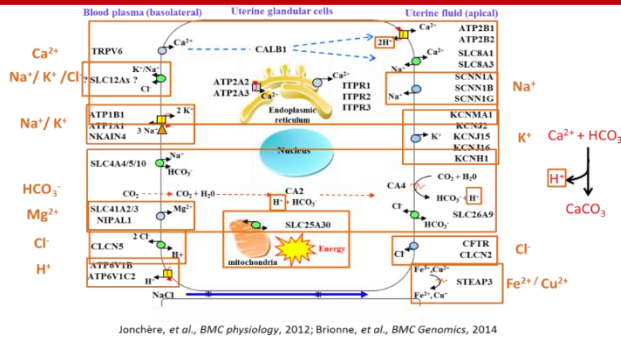 Blood plasma (basolateral)
Uterine glandular cells
Uterine fluid (apical)
Ca²⁺
TRPV6
Ca²⁺
CALB1
Ca²⁺
2H⁺
ATP2B1
ATP2B2
Ca²⁺
SLC8A1
SLC8A3
Na⁺/ K⁺ /Cl⁻
K⁺/Na⁺
? SLC12Ax ?
Cl⁻
ATP2A2
ATP2A3
Ca²⁺
Ca²⁺
ITPR1
ITPR2
ITPR3
Endoplasmic
reticulum
Na⁺
SCNN1A
SCNN1B
SCNN1G
Na⁺
Na⁺/ K⁺
ATP1B1
2 K⁺
ATP1A1
3 Na⁺
NKAIN4
Nucleus
K⁺
KCNMA1
KCNJ2
KCNJ15
KCNJ16
KCNH1
K⁺
Ca²⁺ + HCO₃⁻
H⁺
CaCO₃
SLC4A4/5/10
Na⁺
HCO₃⁻
HCO₃⁻
CO₂
CO₂ + H₂0
CA2
H⁺ + HCO₃⁻
CA4
CO₂ + H₂O
HCO₃⁻ + H⁺
Mg²⁺
SLC41A2/3
NIPAL1
Mg²⁺
SLC25A30
mitochondria
Energy
Cl⁻
HCO₃⁻
SLC26A9
Cl⁻
CLCN5
2 Cl⁻
H⁺
Cl⁻
CFTR
CLCN2
Cl⁻
H⁺
ATP6V1B
ATP6V1C2
H⁺
NaCl
Fe³⁺,Cu²⁺
STEAP3
Fe²⁺/ Cu²⁺
Jonchère, et al., BMC physiology, 2012; Brionne, et al., BMC Genomics, 2014